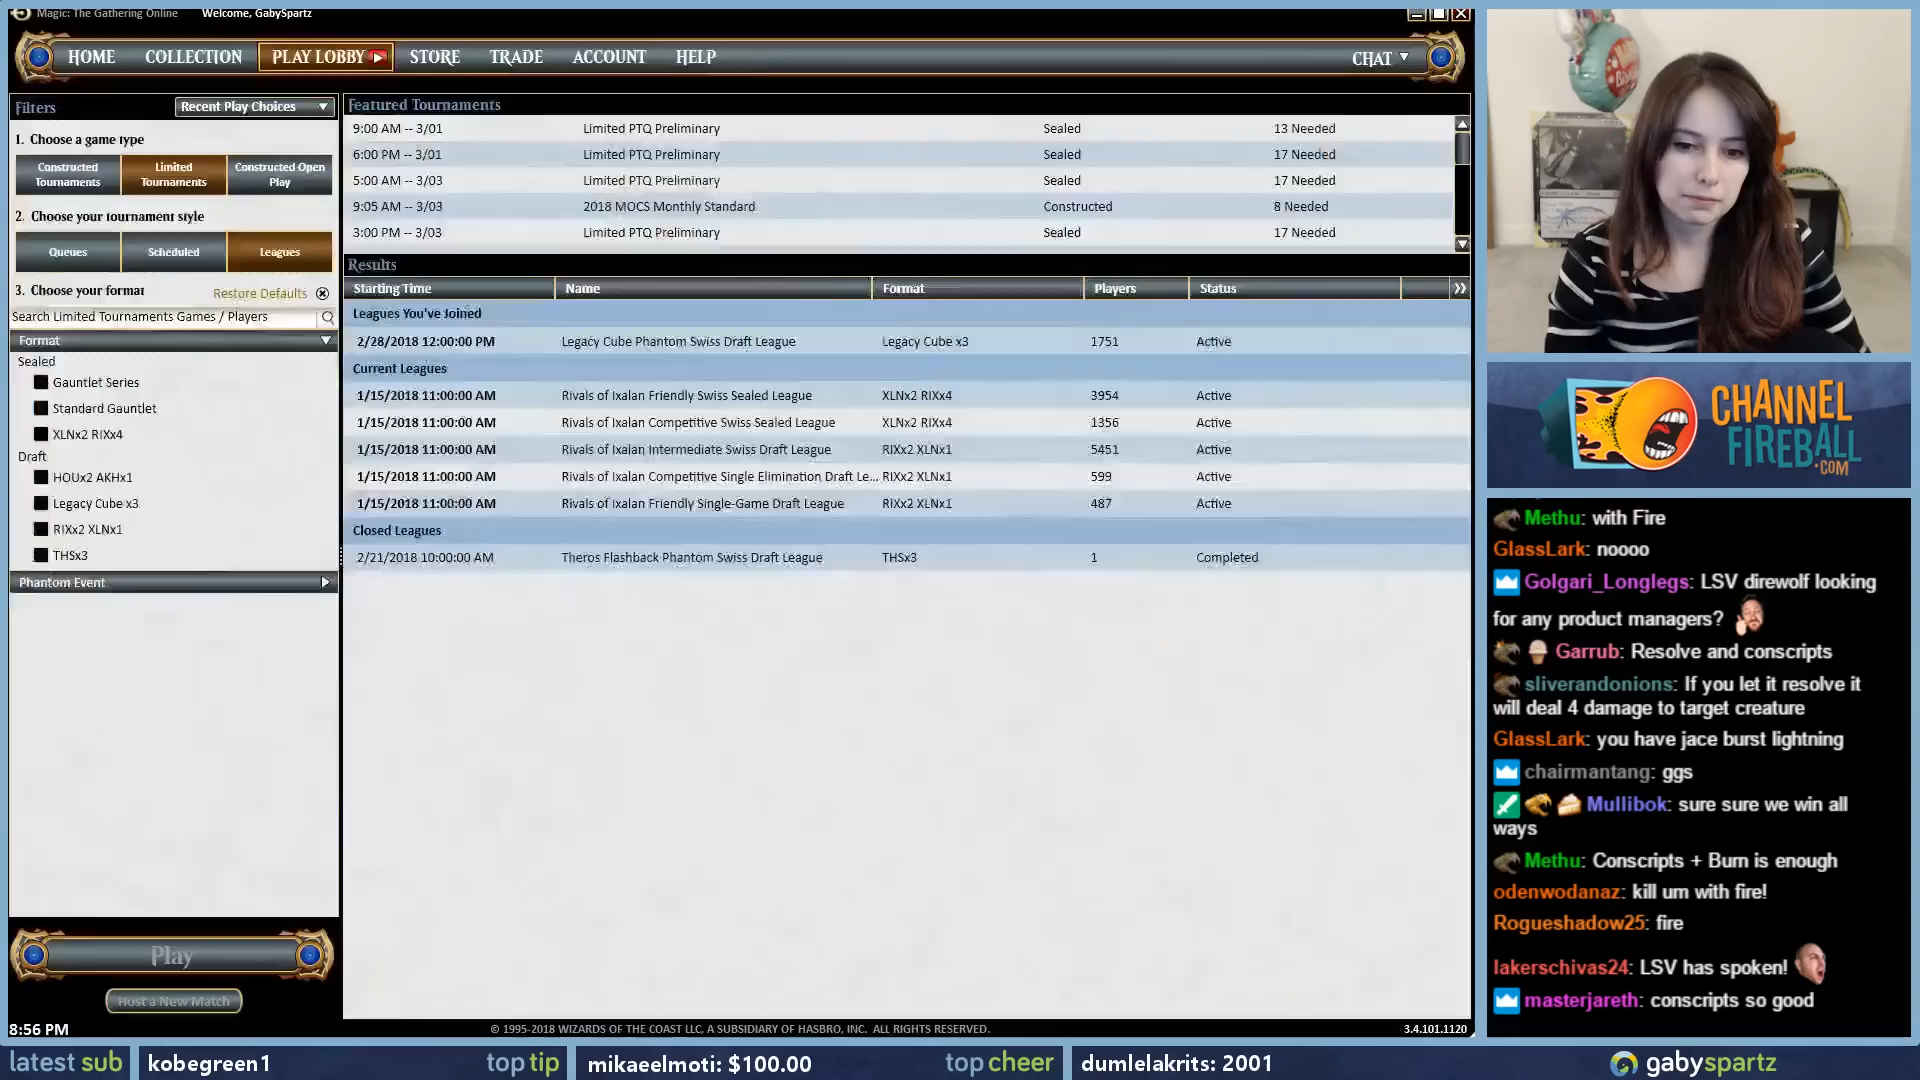 Magic: The Gathering Online Welcome, GabySpartz
HOME COLLECTION PLAY LOBBY STORE TRADE ACCOUNT HELP CHAT
Filters Recent Play Choices
1. Choose a game type
Constructed Tournaments Limited Tournaments Constructed Open Play
2. Choose your tournament style
Queues Scheduled Leagues
3. Choose your format Restore Defaults
Search Limited Tournaments Games / Players
Format
Sealed
Gauntlet Series
Standard Gauntlet
XLNx2 RIXx4
Draft
HOUx2 AKHx1
Legacy Cube x3
RIXx2 XLNx1
THSx3
Phantom Event
Play
Host a New Match
8:56 PM
Featured Tournaments
9:00 AM -- 3/01 Limited PTQ Preliminary Sealed 13 Needed
6:00 PM -- 3/01 Limited PTQ Preliminary Sealed 17 Needed
5:00 AM -- 3/03 Limited PTQ Preliminary Sealed 17 Needed
9:05 AM -- 3/03 2018 MOCS Monthly Standard Constructed 8 Needed
3:00 PM -- 3/03 Limited PTQ Preliminary Sealed 17 Needed
Results
Starting Time Name Format Players Status
Leagues You've Joined
2/28/2018 12:00:00 PM Legacy Cube Phantom Swiss Draft League Legacy Cube x3 1751 Active
Current Leagues
1/15/2018 11:00:00 AM Rivals of Ixalan Friendly Swiss Sealed League XLNx2 RIXx4 3954 Active
1/15/2018 11:00:00 AM Rivals of Ixalan Competitive Swiss Sealed League XLNx2 RIXx4 1356 Active
1/15/2018 11:00:00 AM Rivals of Ixalan Intermediate Swiss Draft League RIXx2 XLNx1 5451 Active
1/15/2018 11:00:00 AM Rivals of Ixalan Competitive Single Elimination Draft Le... RIXx2 XLNx1 599 Active
1/15/2018 11:00:00 AM Rivals of Ixalan Friendly Single-Game Draft League RIXx2 XLNx1 487 Active
Closed Leagues
2/21/2018 10:00:00 AM Theros Flashback Phantom Swiss Draft League THSx3 1 Completed
© 1995-2018 WIZARDS OF THE COAST LLC, A SUBSIDIARY OF HASBRO, INC. ALL RIGHTS RESERVED. 3.4.101.1120
CHANNEL
FIREBALL
.COM
Methu: with Fire
GlassLark: noooo
Golgari_Longlegs: LSV direwolf looking
for any product managers?
Garrub: Resolve and conscripts
sliverandonions: If you let it resolve it
will deal 4 damage to target creature
GlassLark: you have jace burst lightning
chairmantang: ggs
Mullibok: sure sure we win all
ways
Methu: Conscripts + Burn is enough
odenwodanaz: kill um with fire!
Rogueshadow25: fire
lakerschivas24: LSV has spoken!
masterjareth: conscripts so good
latest sub kobegreen1 top tip mikaeelmoti: $100.00 top cheer dumlelakrits: 2001 gabyspartz